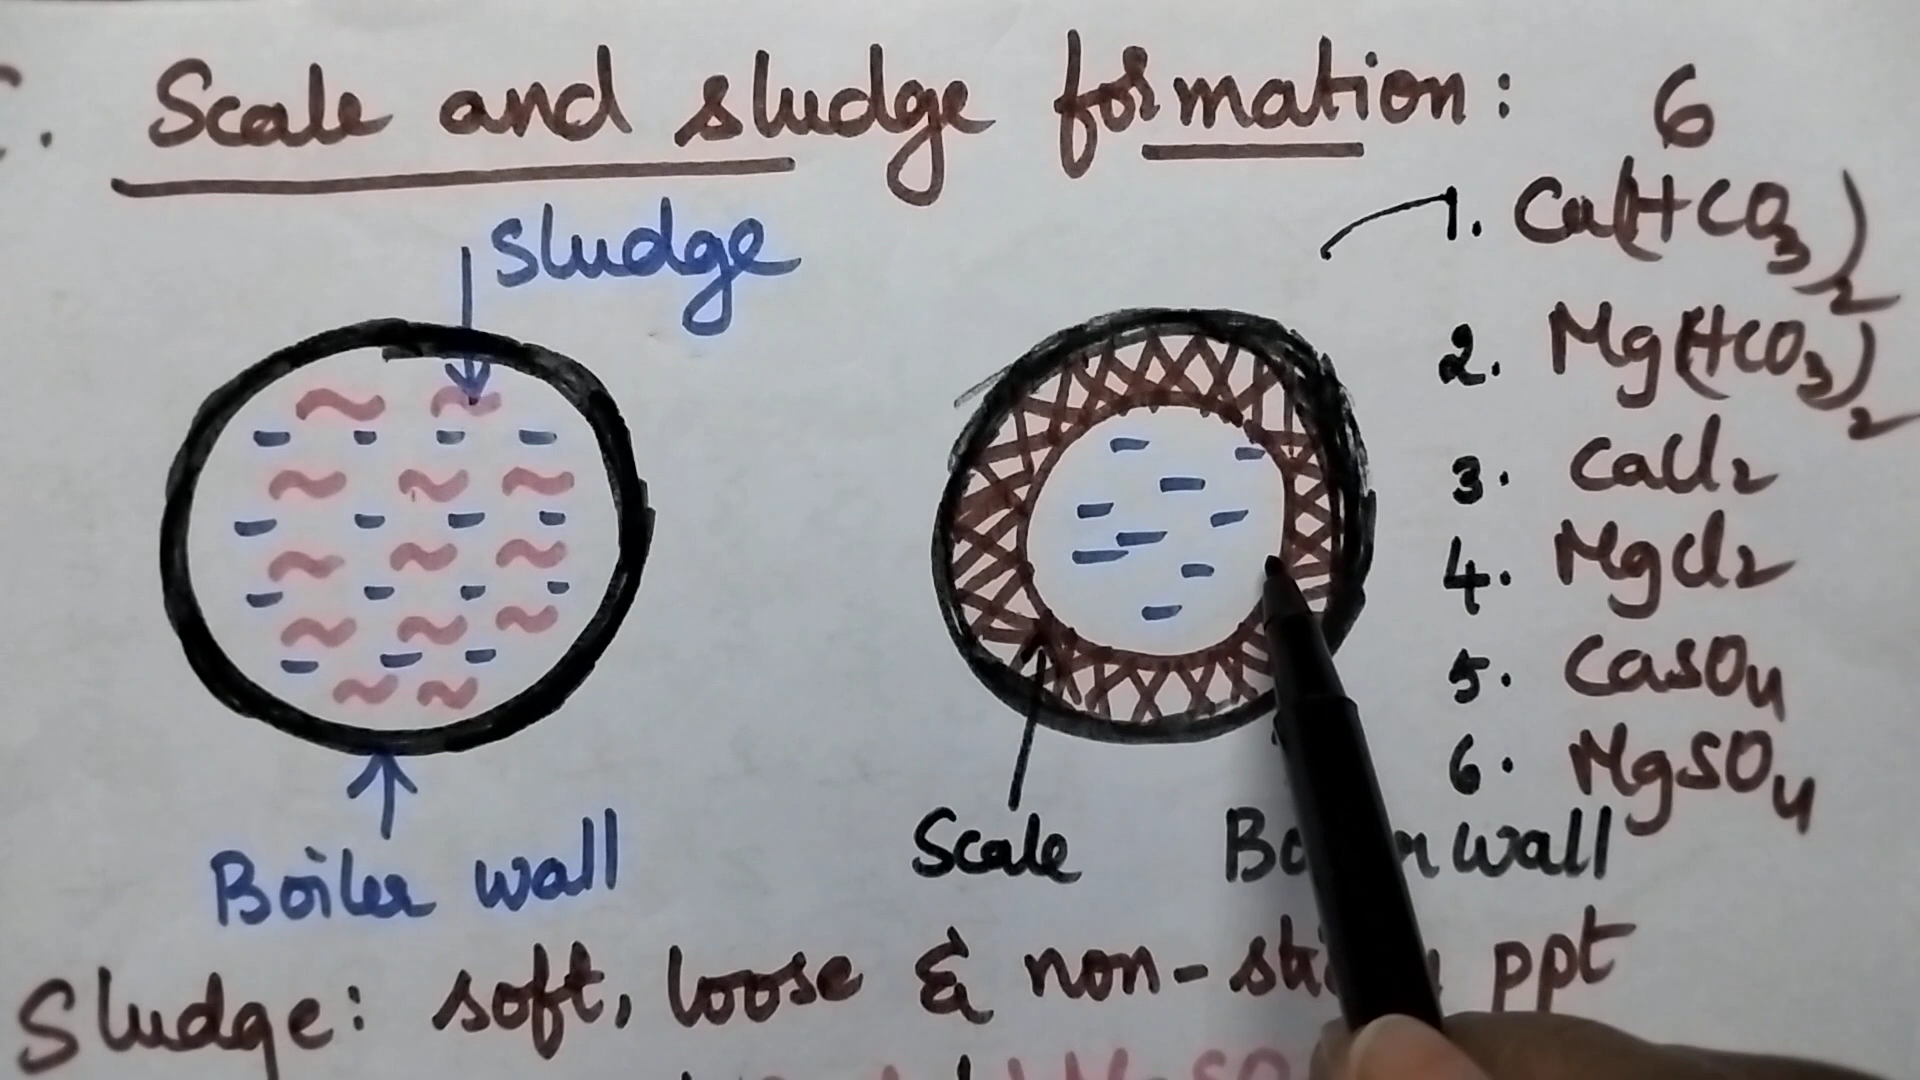 Scale and sludge formation: 6
sludge
1. Ca(HCO3)2
2. Mg(HCO3)2
3. CaCl2
4. MgCl2
5. CaSO4
6. MgSO4
Boiler wall
Scale
wall
Sludge: soft, loose & ppt